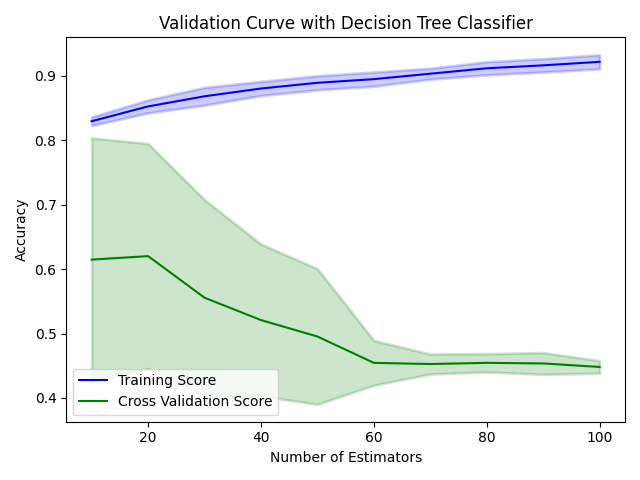 Validation Curve with Decision Tree Classifier
0.9
0.8
0.7
0.6
0.5
0.4
Accuracy
Training Score
Cross Validation Score
20 40 60 80 100
Number of Estimators